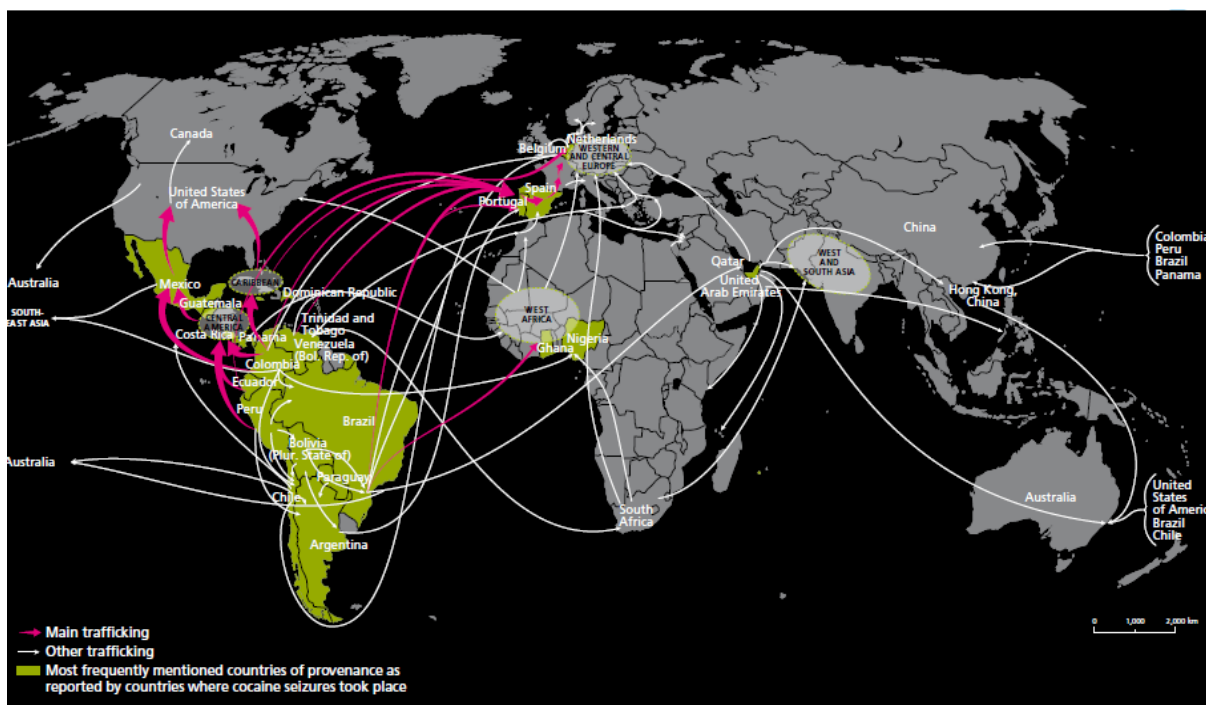 Canada
United States
of America
Australia
Mexico
SOUTH-
EAST ASIA
Guatemala
CARIBBEAN
CENTRAL
AMERICA
Dominican Republic
Costa Rica
Panama
Trinidad and
Tobago
Venezuela
(Bol. Rep. of)
Colombia
Ecuador
Peru
Brazil
Bolivia
(Plur. State of)
Paraguay
Australia
Chile
Argentina
Netherlands
Belgium
WESTERN
AND CENTRAL
EUROPE
Spain
Portugal
WEST
AFRICA
Ghana
Nigeria
South
Africa
Qatar
United
Arab Emirates
WEST
AND
SOUTH ASIA
China
Hong Kong,
China
Colombia
Peru
Brazil
Panama
Australia
United
States
of America
Brazil
Chile
0 1,000 2,000 km
Main trafficking
Other trafficking
Most frequently mentioned countries of provenance as
reported by countries where cocaine seizures took place